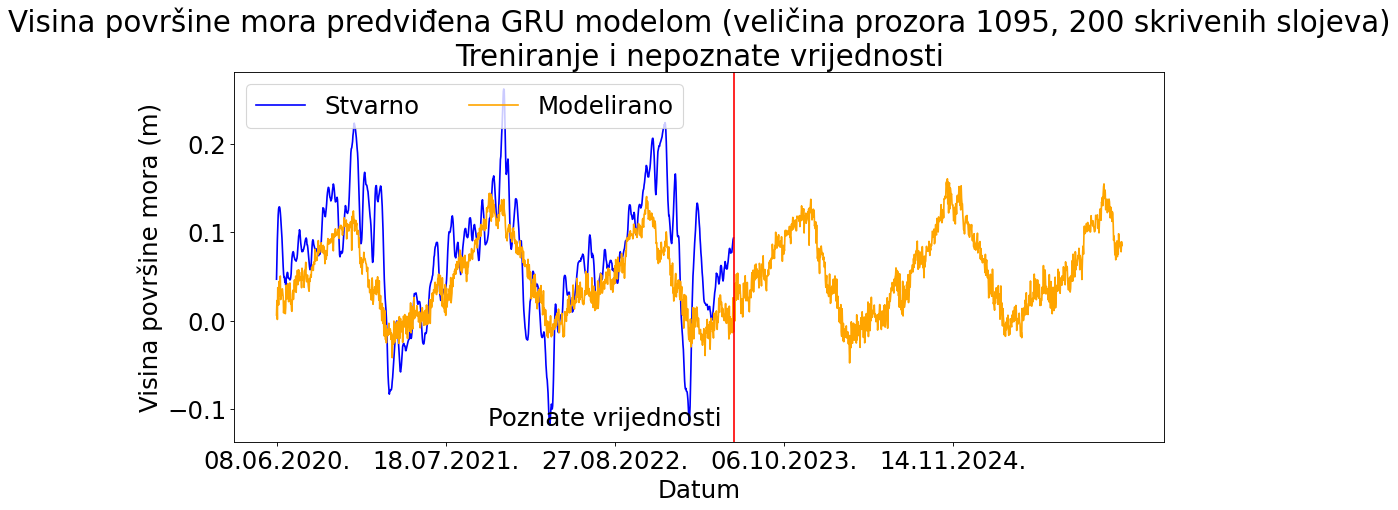 Visina površine mora predviđena GRU modelom (veličina prozora 1095, 200 skrivenih slojeva)
Treniranje i nepoznate vrijednosti
Stvarno
Modelirano
Visina površine mora (m)
0.2
0.1
0.0
−0.1
Poznate vrijednosti
08.06.2020.
18.07.2021.
27.08.2022.
06.10.2023.
14.11.2024.
Datum